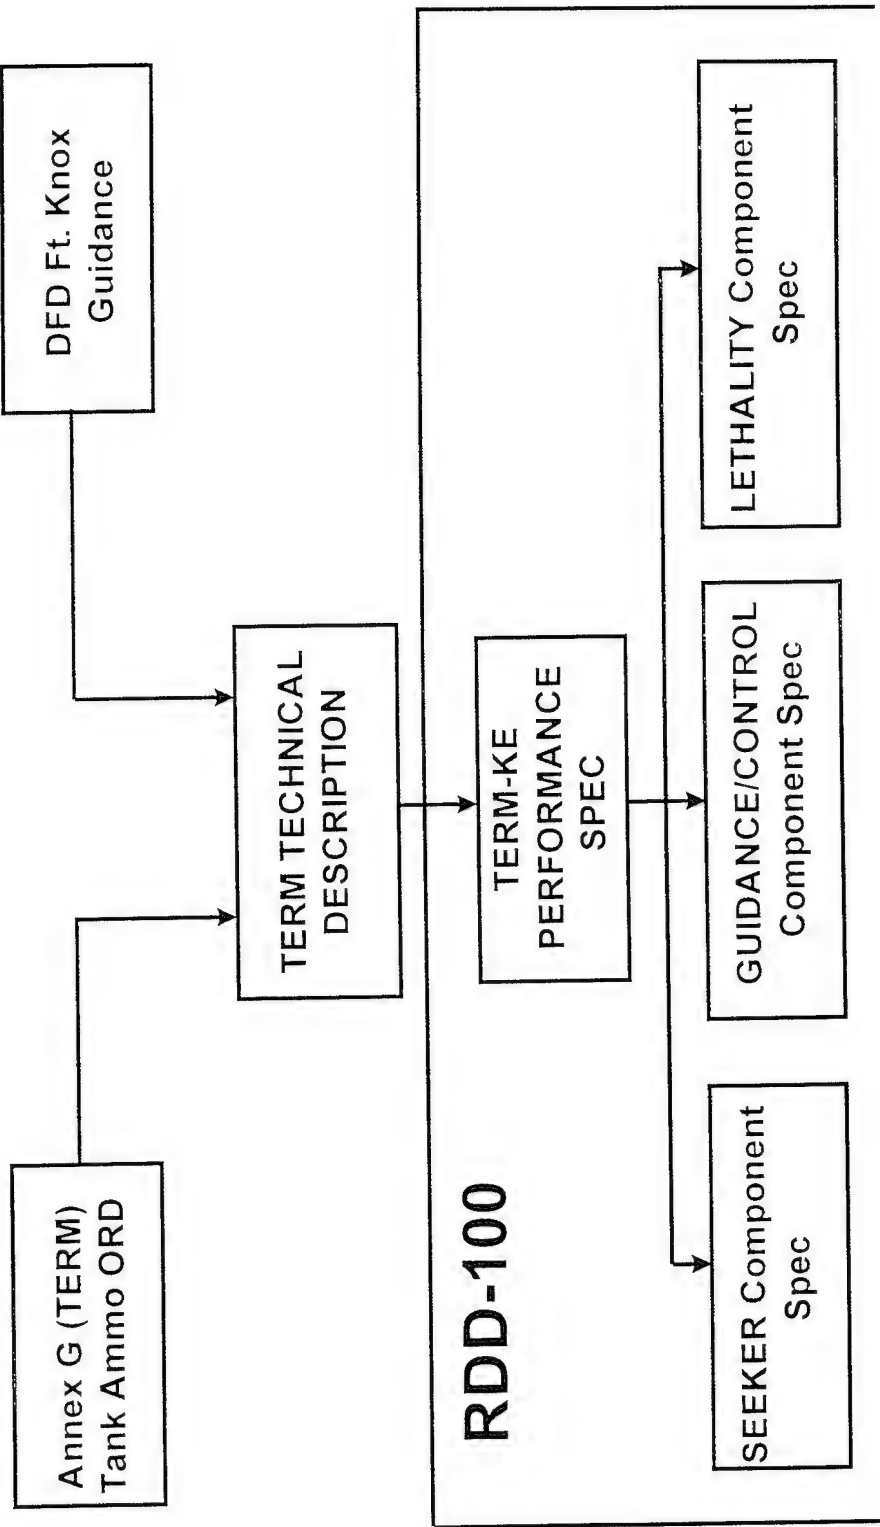 Annex G (TERM)
Tank Ammo ORD
DFD Ft. Knox
Guidance
TERM TECHNICAL
DESCRIPTION
RDD-100
TERM-KE
PERFORMANCE
SPEC
SEEKER Component
Spec
GUIDANCE/CONTROL
Component Spec
LETHALITY Component
Spec